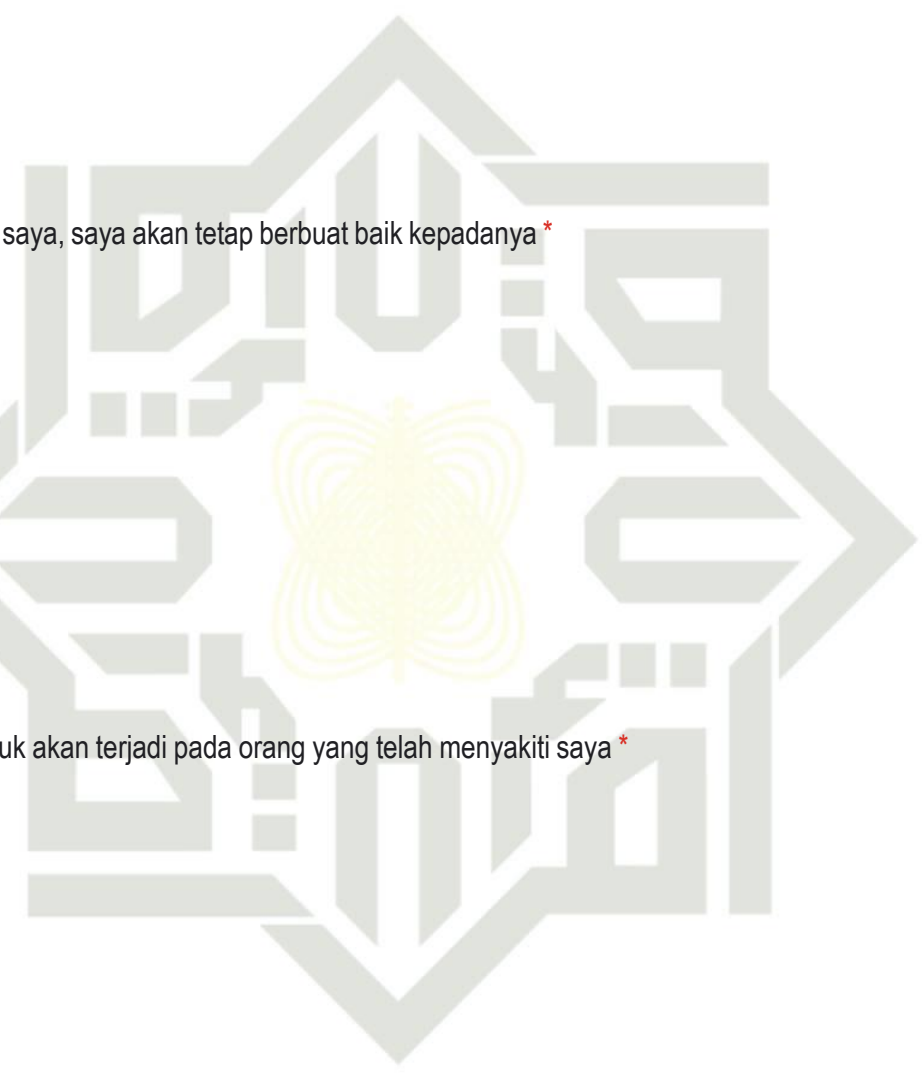 saya, saya akan tetap berbuat baik kepadanya *
uk akan terjadi pada orang yang telah menyakiti saya *